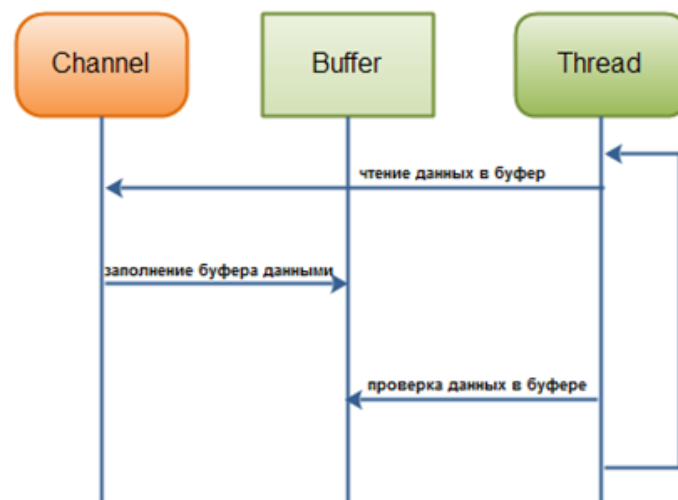 Channel
Buffer
Thread
чтение данных в буфер
заполнение буфера данными
проверка данных в буфере